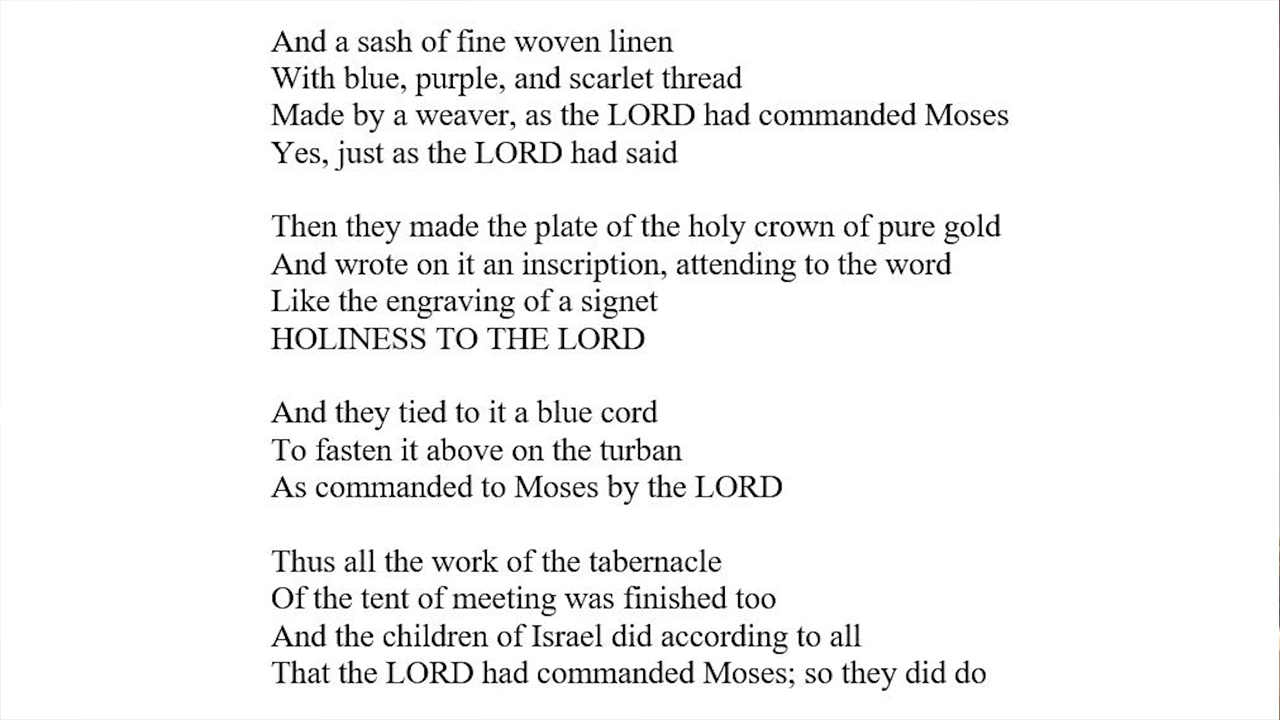 And a sash of fine woven linen
With blue, purple, and scarlet thread
Made by a weaver, as the LORD had commanded Moses
Yes, just as the LORD had said
Then they made the plate of the holy crown of pure gold
And wrote on it an inscription, attending to the word
Like the engraving of a signet
HOLINESS TO THE LORD
And they tied to it a blue cord
To fasten it above on the turban
As commanded to Moses by the LORD
Thus all the work of the tabernacle
Of the tent of meeting was finished too
And the children of Israel did according to all
That the LORD had commanded Moses; so they did do